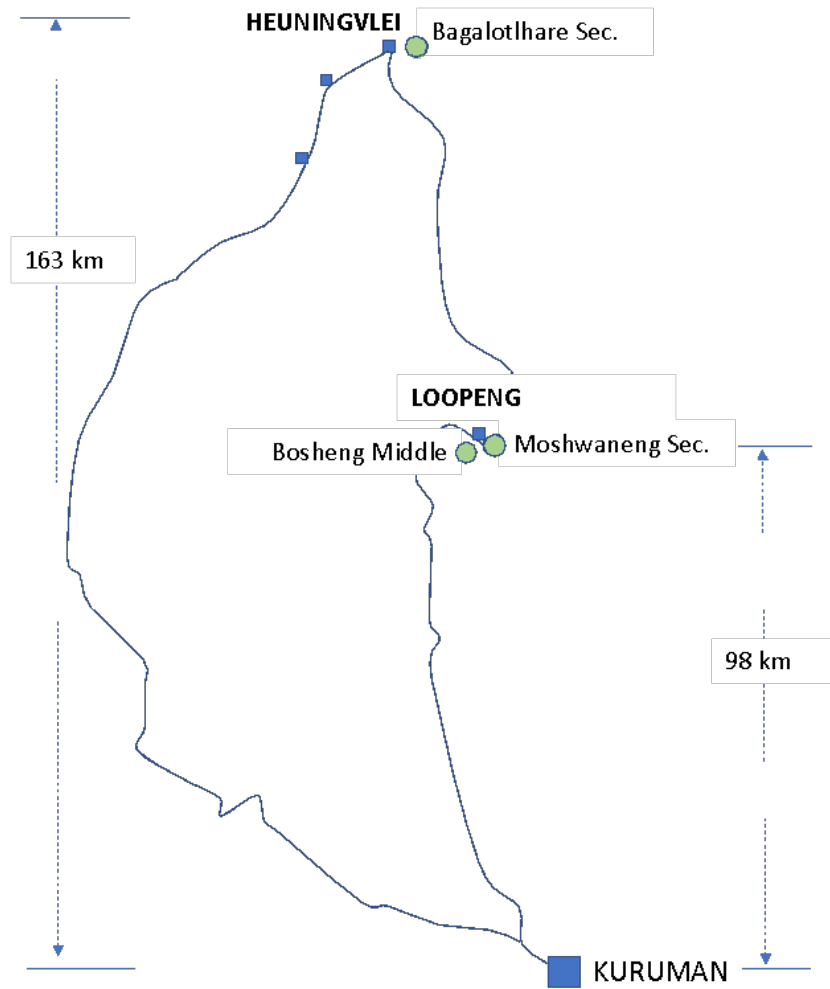 HEUNINGVLEI
Bagalotlhare Sec.
163 km
LOOPENG
Bosheng Middle
Moshwaneng Sec.
98 km
KURUMAN